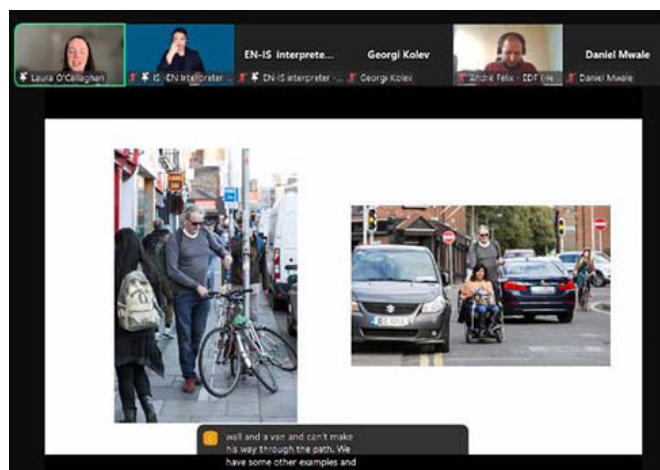 EN-IS interprete...
Georgi Kolev
Daniel Mwale
Laura O'Callaghan
IS -EN Interpreter ...
EN-IS interpreter -...
Georgi Kolev
André Félix - EDF (He...
Daniel Mwale
wall and a van and can't make
his way through the path. We
have some other examples and